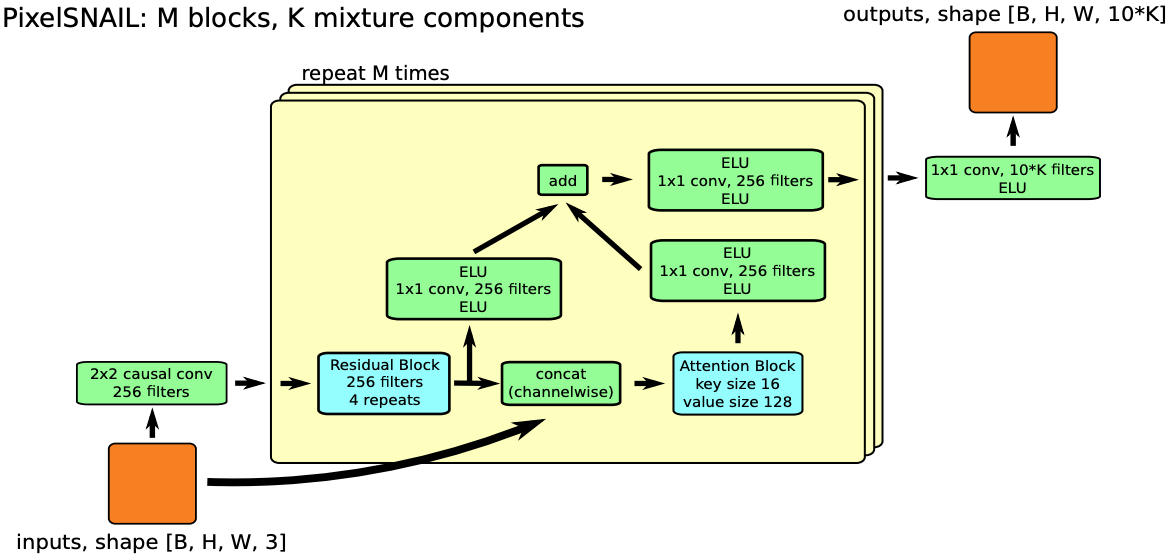 PixelSNAIL: M blocks, K mixture components
outputs, shape [B, H, W, 10*K]
repeat M times
add
ELU
1x1 conv, 256 filters
ELU
1x1 conv, 10*K filters
ELU
ELU
1x1 conv, 256 filters
ELU
ELU
1x1 conv, 256 filters
ELU
2x2 causal conv
256 filters
Residual Block
256 filters
4 repeats
concat
(channelwise)
Attention Block
key size 16
value size 128
inputs, shape [B, H, W, 3]